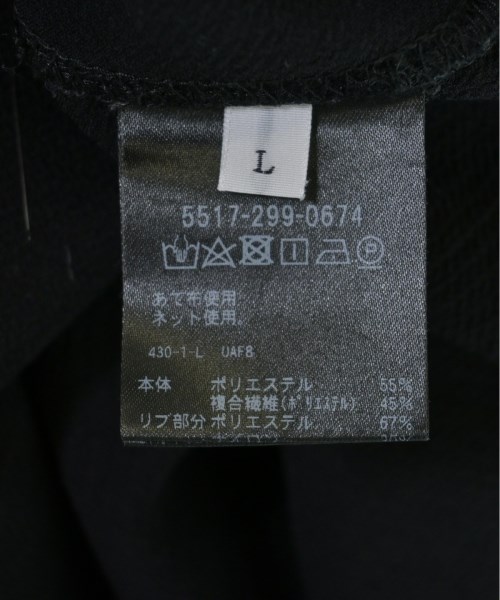 L
5517-299-0674
あて布使用
ネット使用。
430-1-L UAF8
本体 ポリエステル 55%
複合繊維(ポリエステル) 45%
リブ部分 ポリエステル 67%